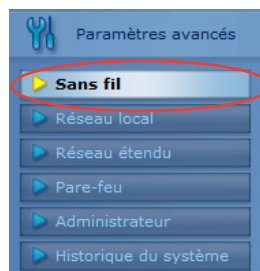 Paramètres avancés
Sans fil
Réseau local
Réseau étendu
Pare-feu
Administrateur
Historique du système